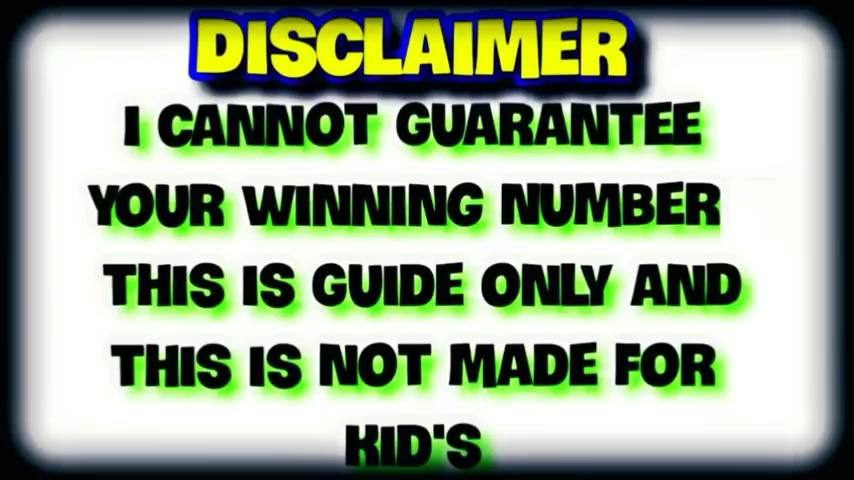 DISCLAIMER
I CANNOT GUARANTEE
YOUR WINNING NUMBER
THIS IS GUIDE ONLY AND
THIS IS NOT MADE FOR
KID'S